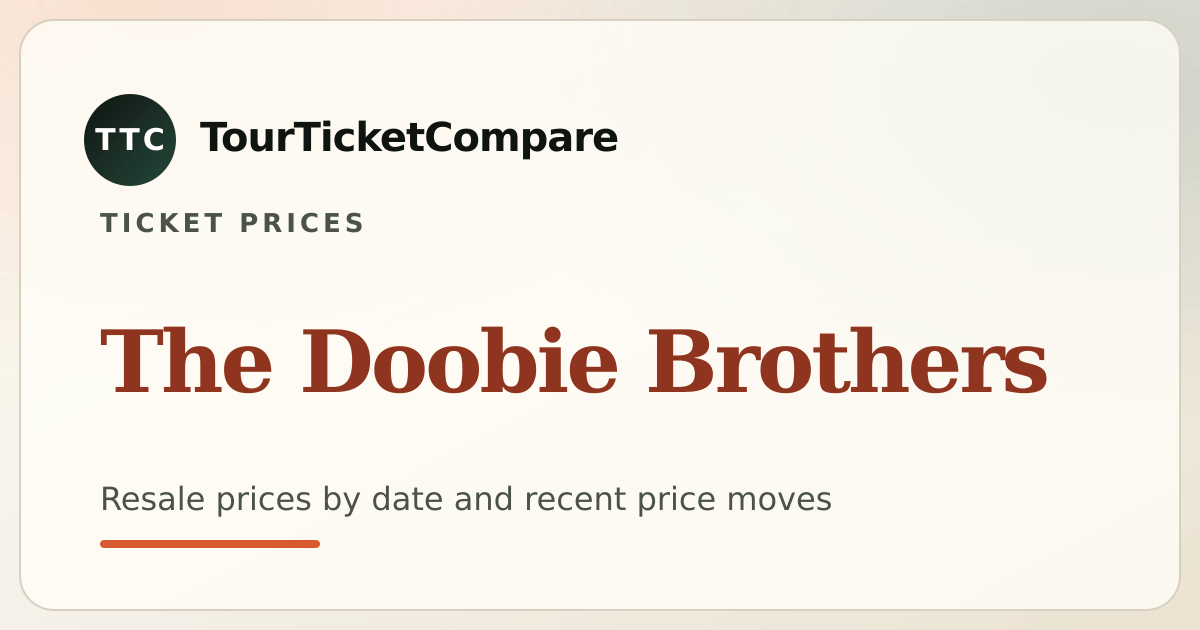 TTC TourTicketCompare
TICKET PRICES
The Doobie Brothers
Resale prices by date and recent price moves